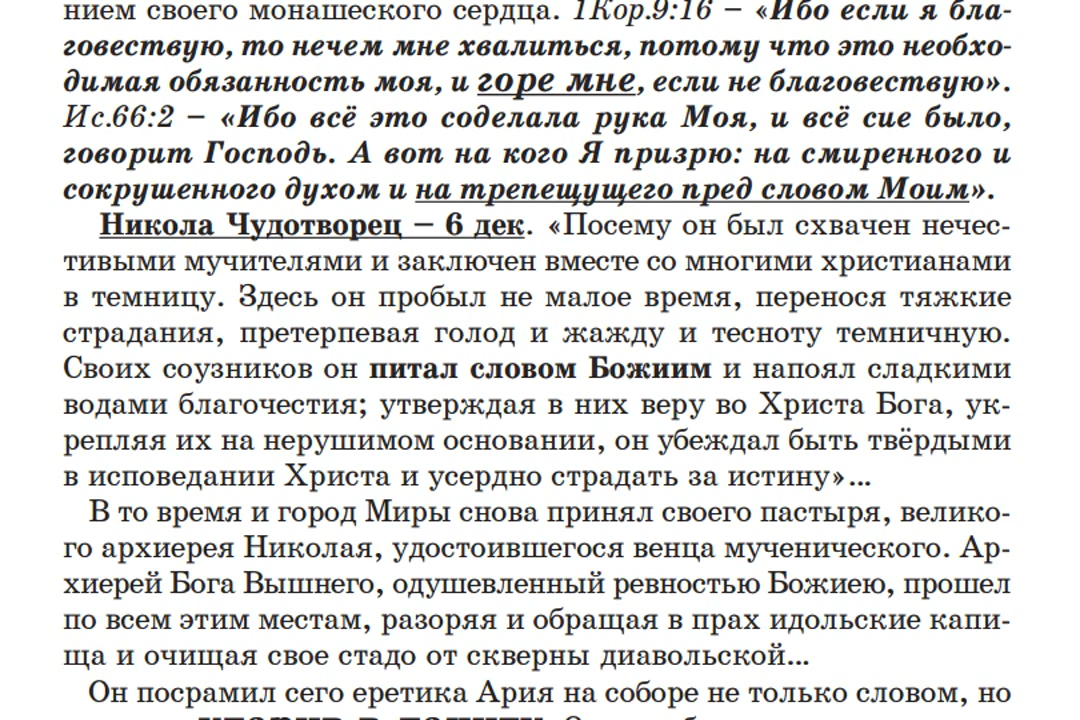 нием своего монашеского сердца. 1Кор.9:16 – «Ибо если я бла-
говествую, то нечем мне хвалиться, потому что это необхо-
димая обязанность моя, и горе мне, если не благовествую».
Ис.66:2 – «Ибо всё это соделала рука Моя, и всё сие было,
говорит Господь. А вот на кого Я призрю: на смиренного и
сокрушенного духом и на трепещущего пред словом Моим».
Никола Чудотворец – 6 дек. «Посему он был схвачен нечес-
тивыми мучителями и заключен вместе со многими христианами
в темницу. Здесь он пробыл не малое время, перенося тяжкие
страдания, претерпевая голод и жажду и тесноту темничную.
Своих соузников он питал словом Божиим и напоял сладкими
водами благочестия; утверждая в них веру во Христа Бога, ук-
репляя их на нерушимом основании, он убеждал быть твёрдыми
в исповедании Христа и усердно страдать за истину»...
В то время и город Миры снова принял своего пастыря, велико-
го архиерея Николая, удостоившегося венца мученического. Ар-
хиерей Бога Вышнего, одушевленный ревностью Божиею, прошел
по всем этим местам, разоряя и обращая в прах идольские капи-
ща и очищая свое стадо от скверны диавольской...
Он посрамил сего еретика Ария на соборе не только словом, но